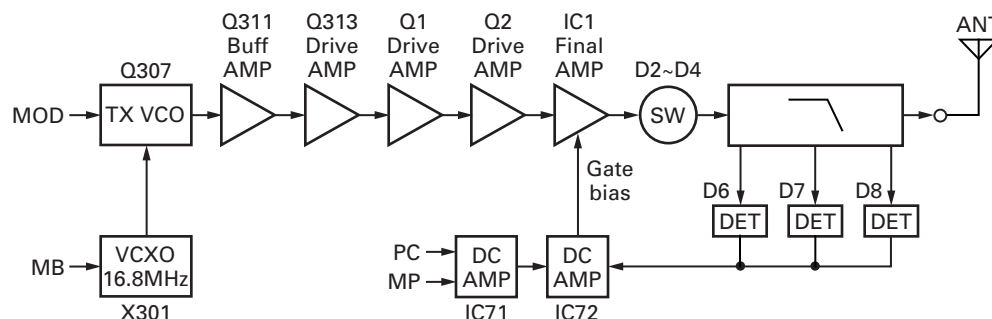 Q311
Buff
AMP
Q313
Drive
AMP
Q1
Drive
AMP
Q2
Drive
AMP
IC1
Final
AMP
ANT
Q307
D2~D4
MOD
TX VCO
SW
Gate
bias
D6
D7
D8
DET
DET
DET
MB
VCXO
16.8MHz
X301
PC
MP
DC
AMP
IC71
DC
AMP
IC72